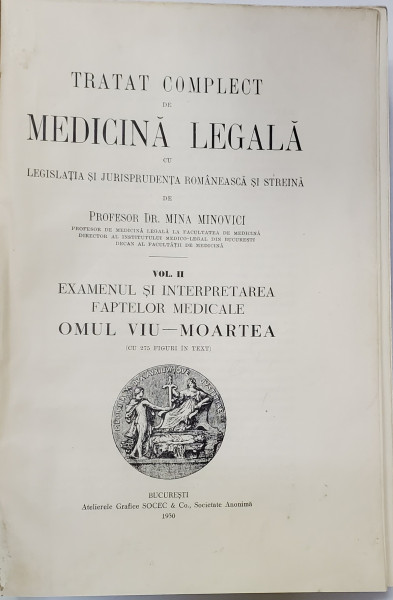 TRATAT COMPLECT
DE
MEDICINĂ LEGALĂ
CU
LEGISLAȚIA ȘI JURISPRUDENȚA ROMÂNEASCĂ ȘI STREINĂ
DE
PROFESOR DR. MINA MINOVICI
PROFESOR DE MEDICINĂ LEGALĂ LA FACULTATEA DE MEDICINĂ
DIRECTOR AL INSTITUTULUI MEDICO-LEGAL DIN BUCUREȘTI
DECAN AL FACULTĂȚII DE MEDICINĂ
VOL. II
EXAMENUL ȘI INTERPRETAREA
FAPTELOR MEDICALE
OMUL VIU—MOARTEA
(CU 275 FIGURI ÎN TEXT)
BUCUREȘTI
Atelierele Grafice SOCEC & Co., Societate Anonimă
1930